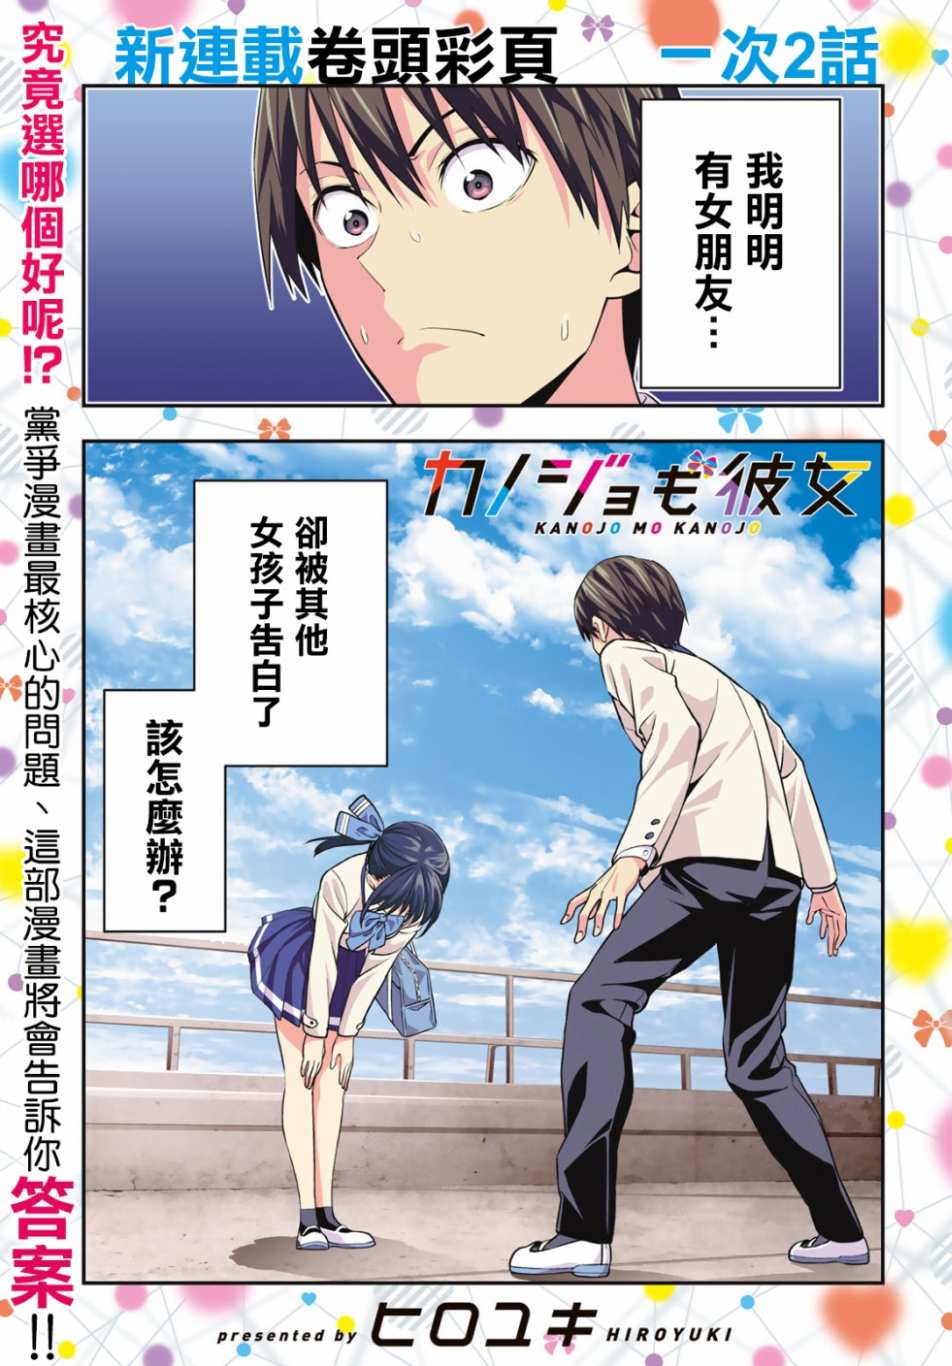 新連載卷頭彩頁 一次2話
我明明
有女朋友…
カノジョも彼女
KANOJO MO KANOJO
卻被其他
女孩子告白了
該怎麼辦？
究竟選哪個好呢!?
黨爭漫畫最核心的問題、這部漫畫將會告訴你答案!!
presented by ヒロユキ HIROYUKI